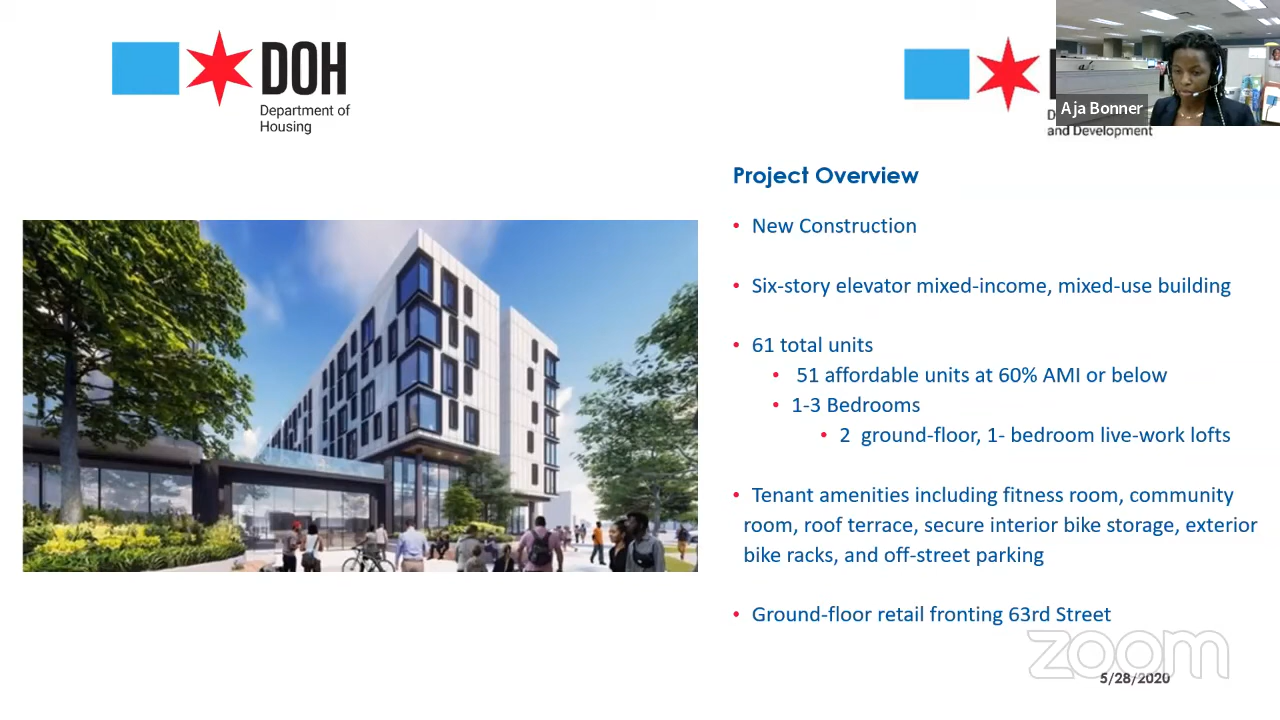 DOH
Department of
Housing
and Development
Aja Bonner
Project Overview
• New Construction
• Six-story elevator mixed-income, mixed-use building
• 61 total units
• 51 affordable units at 60% AMI or below
• 1-3 Bedrooms
• 2 ground-floor, 1- bedroom live-work lofts
• Tenant amenities including fitness room, community
room, roof terrace, secure interior bike storage, exterior
bike racks, and off-street parking
• Ground-floor retail fronting 63rd Street
zoom
5/28/2020